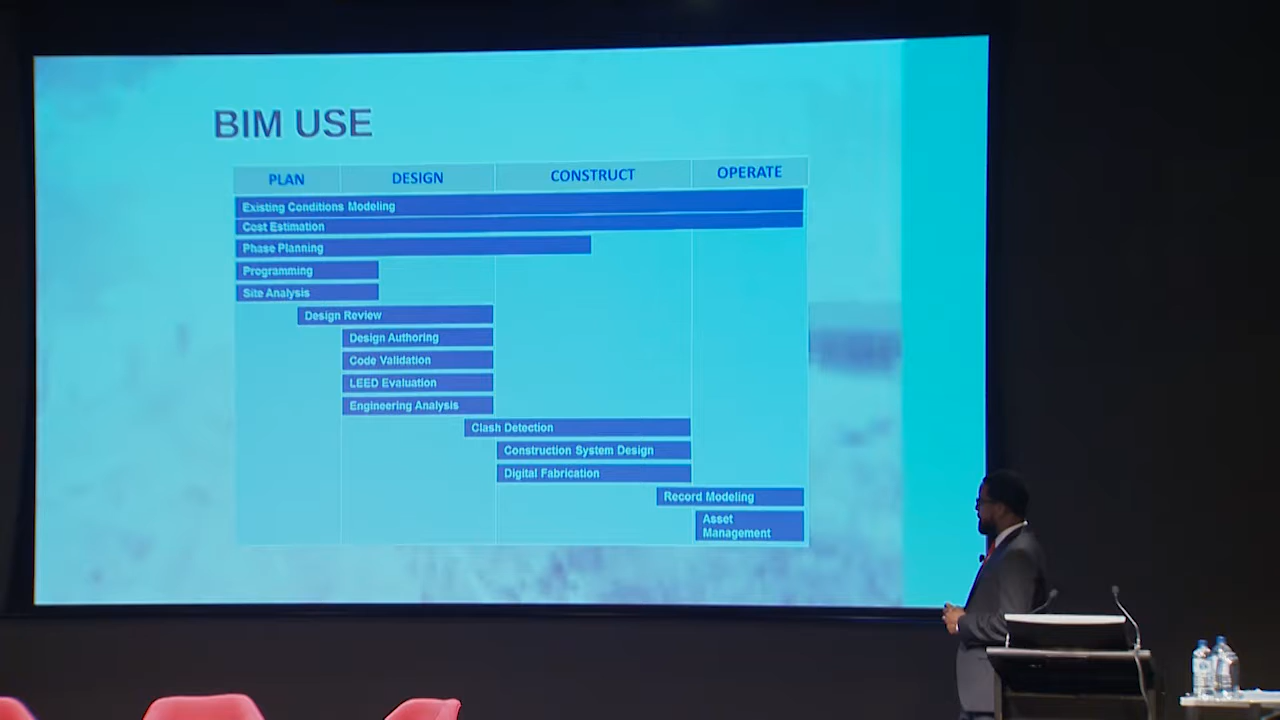 BIM USE
PLAN DESIGN CONSTRUCT OPERATE
Existing Conditions Modeling
Cost Estimation
Phase Planning
Programming
Site Analysis
Design Review
Design Authoring
Code Validation
LEED Evaluation
Engineering Analysis
Clash Detection
Construction System Design
Digital Fabrication
Record Modeling
Asset
Management